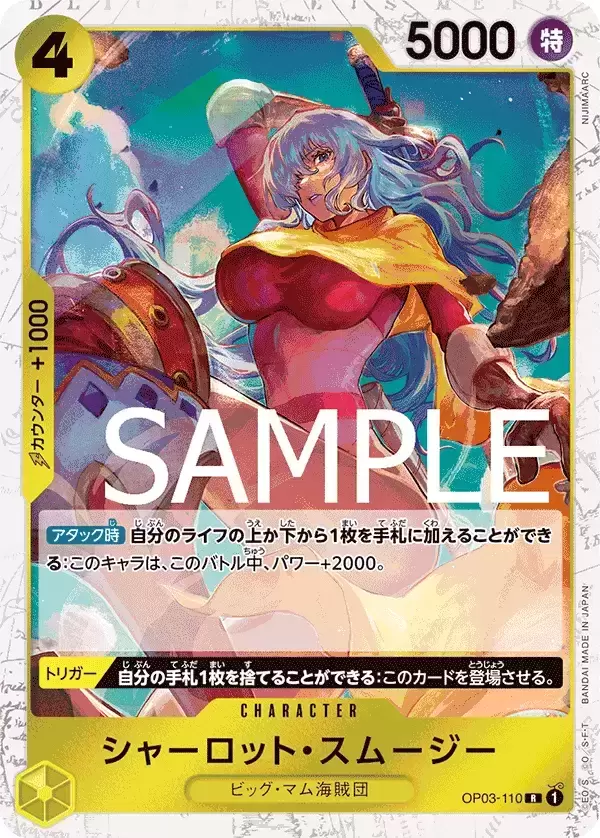 4
5000 特
NIJIMAARC
カウンター +1000
SAMPLE
アタック時 自分のライフの上か下から1枚を手札に加えることができ
る:このキャラは、このバトル中、パワー+2000。
トリガー 自分の手札1枚を捨てることができる:このカードを登場させる。
CHARACTER
シャーロット・スムージー
ビッグ・マム海賊団
OP03-110 R 1
BANDAI MADE IN JAPAN
©E.O./S. ©O./S.-F.T.